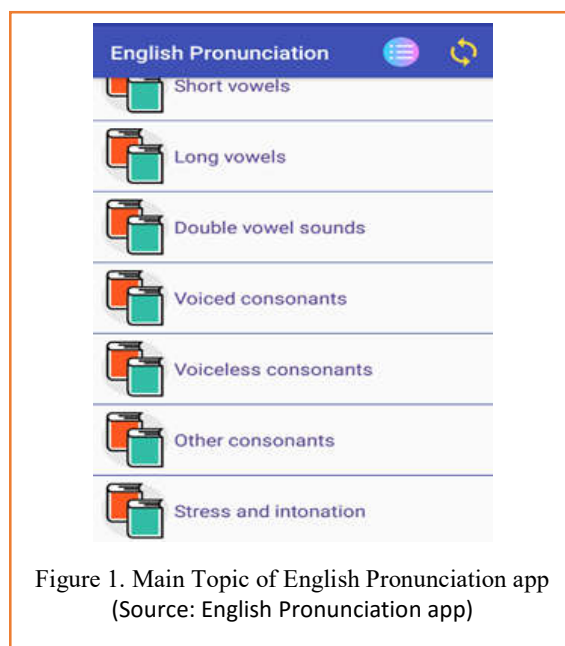 English Pronunciation
Short vowels
Long vowels
Double vowel sounds
Voiced consonants
Voiceless consonants
Other consonants
Stress and intonation
Figure 1. Main Topic of English Pronunciation app
(Source: English Pronunciation app)